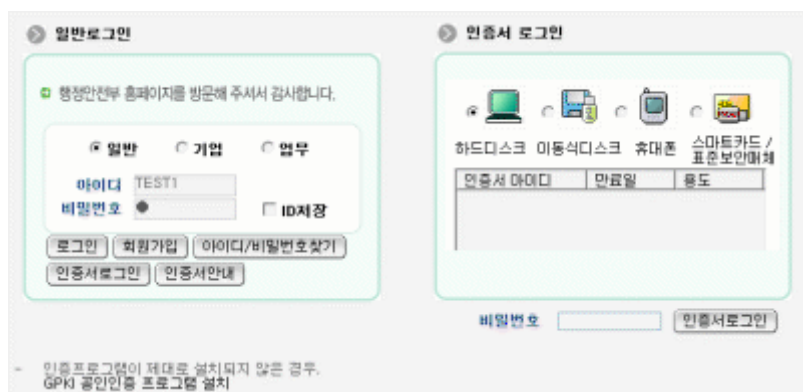 일반로그인
행정안전부 홈페이지를 방문해 주셔서 감사합니다.
일반 기업 업무
아이디 TEST1
비밀번호 ●
ID저장
로그인 회원가입 아이디/비밀번호찾기
인증서로그인 인증서안내
인증서 로그인
하드디스크 이동식디스크 휴대폰 스마트카드 /
표준보안매체
인증서 아이디 만료일 용도
비밀번호 인증서로그인
- 인증프로그램이 제대로 설치되지 않은 경우.
GPKI 공인인증 프로그램 설치